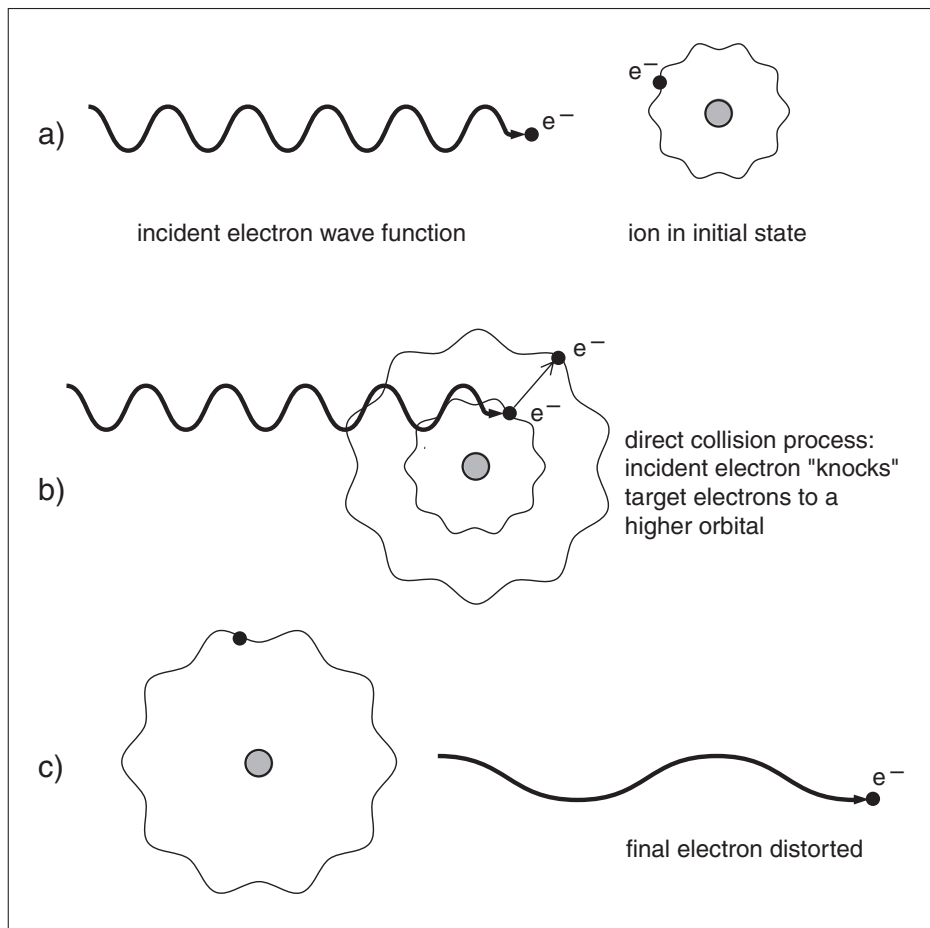 a)
e−
e−
incident electron wave function
ion in initial state
b)
e−
e−
direct collision process:
incident electron "knocks"
target electrons to a
higher orbital
c)
e−
final electron distorted